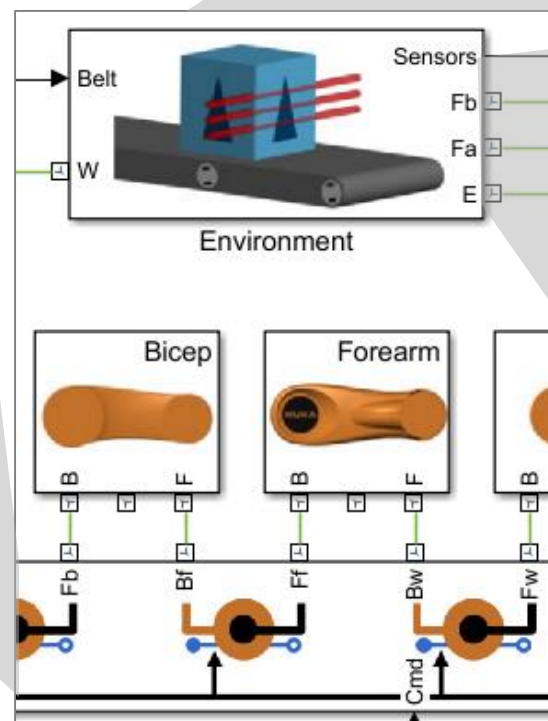 Belt
Sensors
Fb
W
Fa
E
Environment
Bicep
Forearm
B
F
B
F
B
Fb
Bf
Ff
Bw
Fw
Cmd